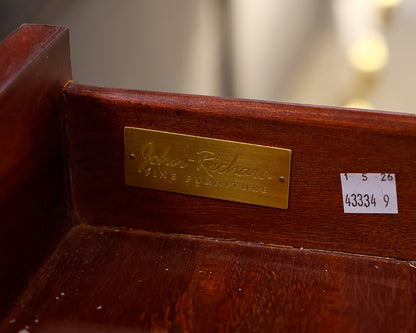 John-Richard
FINE FURNITURE
1 5 26
43334 9